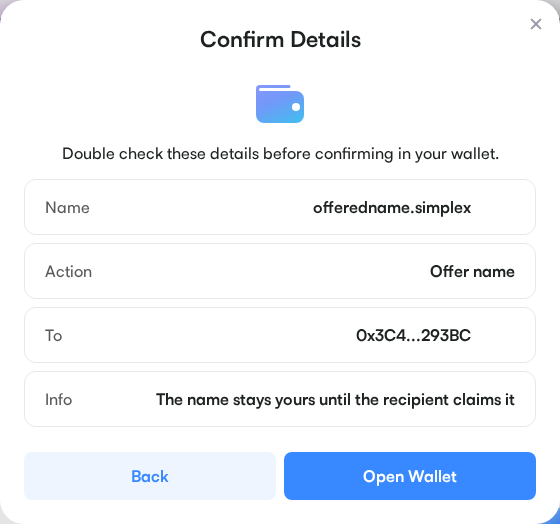 Confirm Details
Double check these details before confirming in your wallet.
Name offeredname.simplex
Action Offer name
To 0x3C4...293BC
Info The name stays yours until the recipient claims it
Back Open Wallet